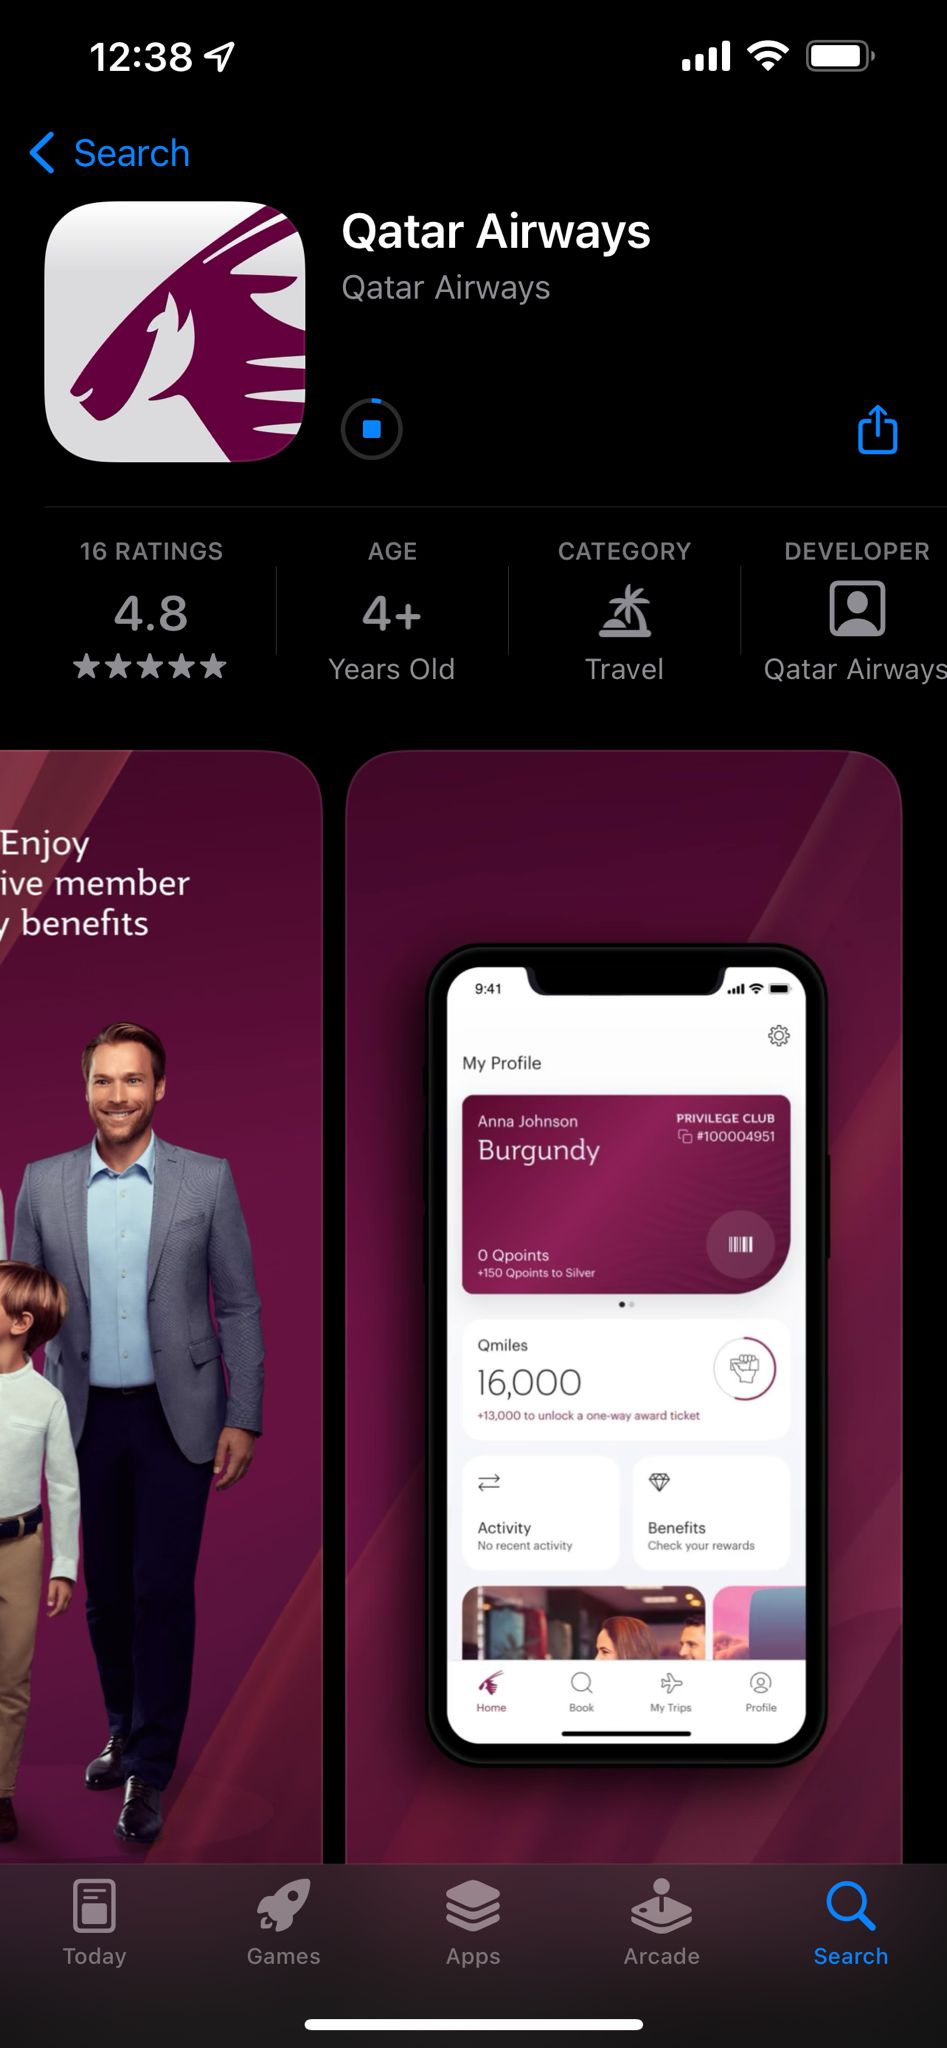 12:38
Search
Qatar Airways
Qatar Airways
16 RATINGS
4.8
AGE
4+
Years Old
CATEGORY
Travel
DEVELOPER
Qatar Airways
Enjoy
ive member
y benefits
9:41
My Profile
Anna Johnson
Burgundy
PRIVILEGE CLUB
#100004951
0 Qpoints
+150 Qpoints to Silver
Qmiles
16,000
+13,000 to unlock a one-way award ticket
Activity
No recent activity
Benefits
Check your rewards
Home
Book
My Trips
Profile
Today
Games
Apps
Arcade
Search